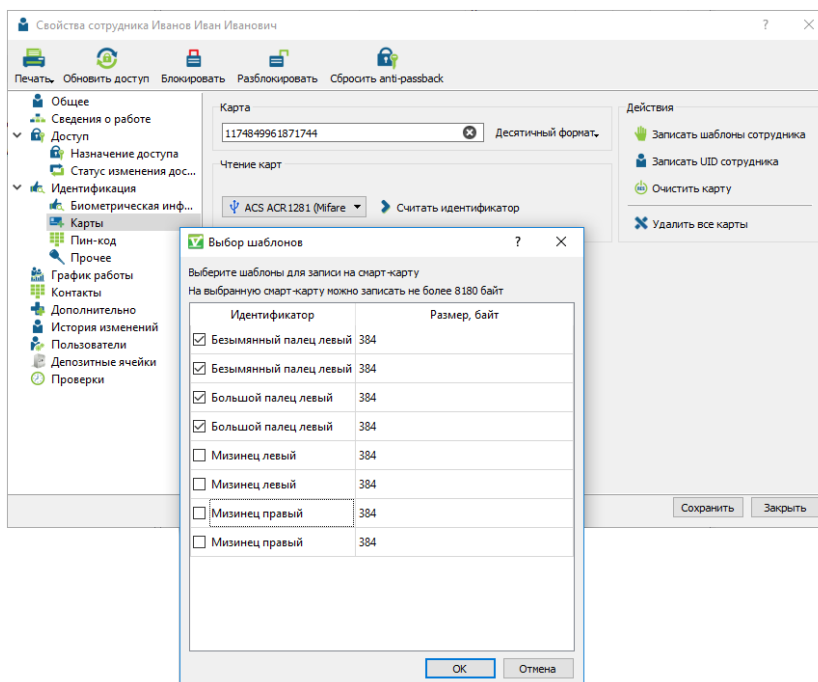 Свойства сотрудника Иванов Иван Иванович
Печать Обновить доступ Блокировать Разблокировать Сбросить anti-passback
Общее
Сведения о работе
Доступ
Назначение доступа
Статус изменения дос...
Идентификация
Биометрическая инф...
Карты
Пин-код
Прочее
График работы
Контакты
Дополнительно
История изменений
Пользователи
Депозитные ячейки
Проверки
Карта
1174849961871744 Десятичный формат
Чтение карт
ACS ACR1281 (Mifare Считать идентификатор
Действия
Записать шаблоны сотрудника
Записать UID сотрудника
Очистить карту
Удалить все карты
Выбор шаблонов
Выберите шаблоны для записи на смарт-карту
На выбранную смарт-карту можно записать не более 8180 байт
Идентификатор Размер, байт
Безымянный палец левый 384
Безымянный палец левый 384
Большой палец левый 384
Большой палец левый 384
Мизинец левый 384
Мизинец левый 384
Мизинец правый 384
Мизинец правый 384
OK Отмена
Сохранить Закрыть